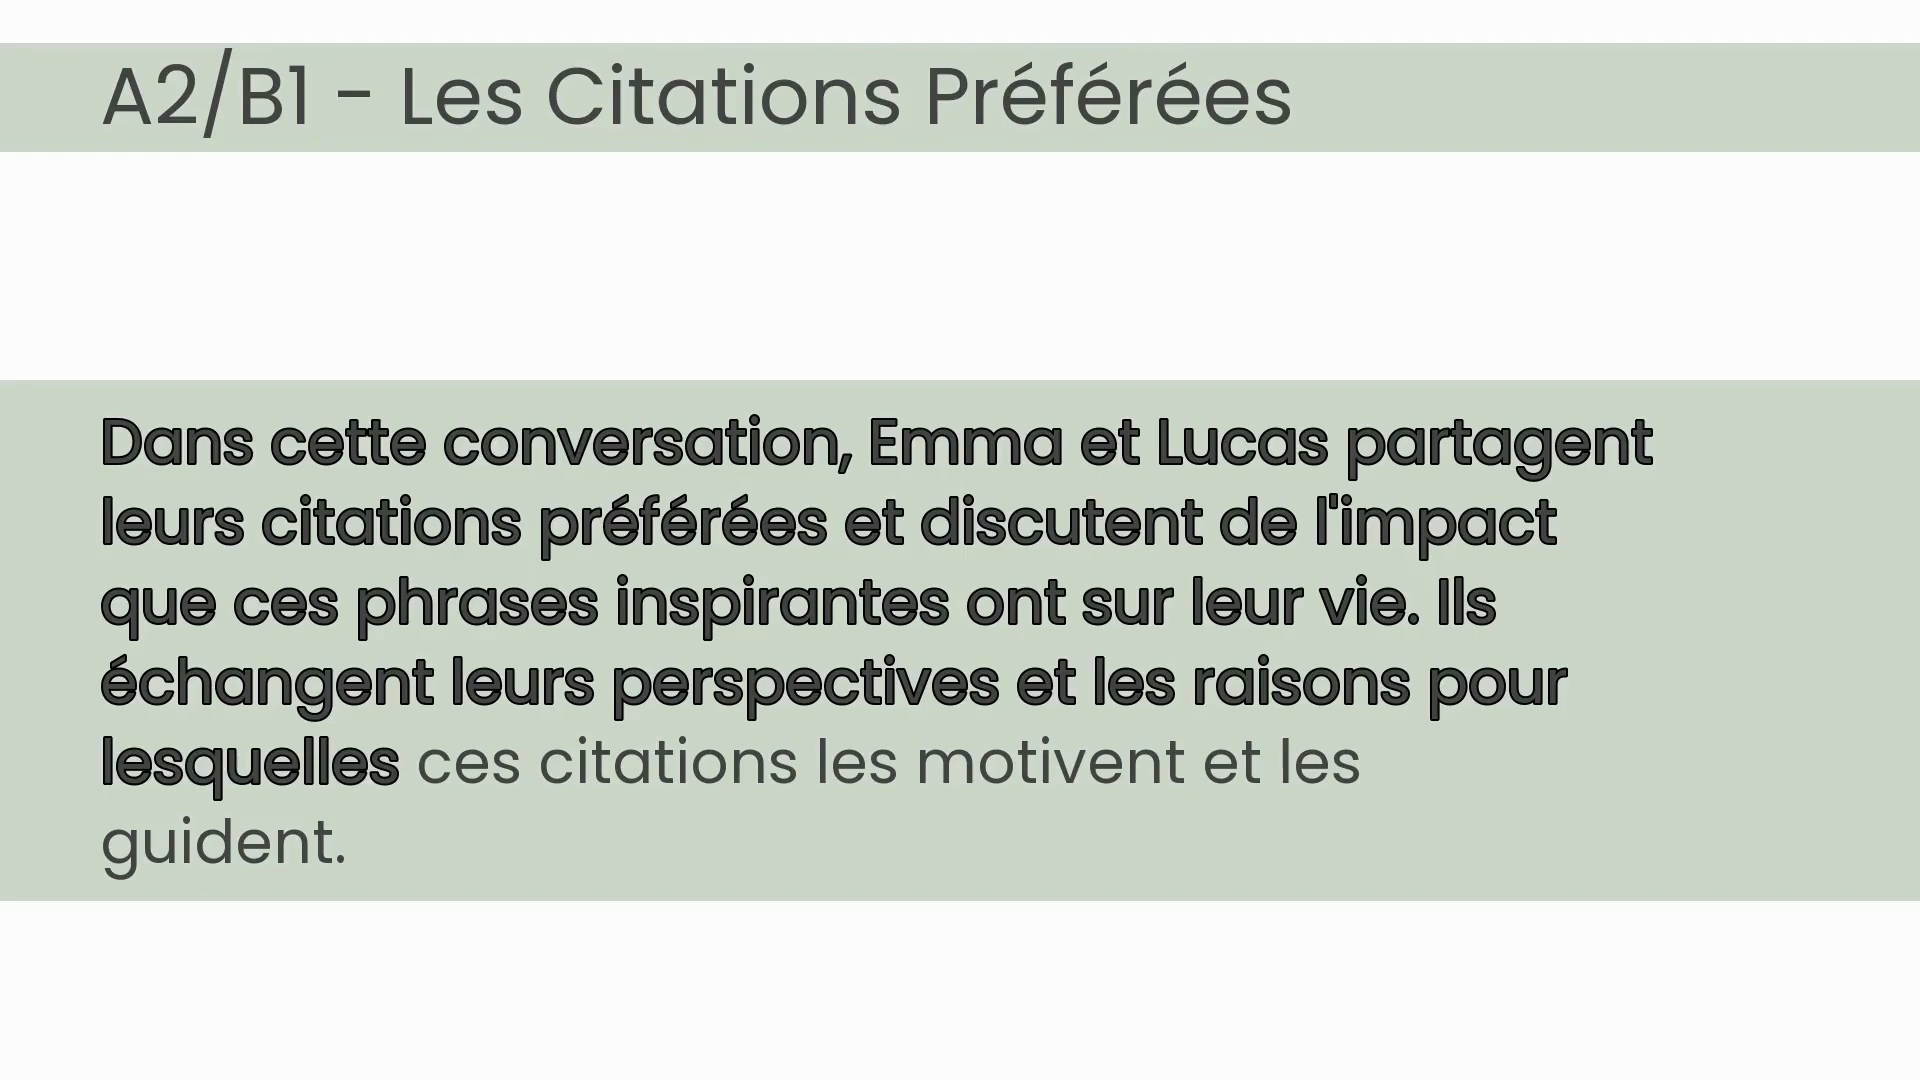 A2/B1 - Les Citations Préférées
Dans cette conversation, Emma et Lucas partagent
leurs citations préférées et discutent de l'impact
que ces phrases inspirantes ont sur leur vie. Ils
échangent leurs perspectives et les raisons pour
lesquelles ces citations les motivent et les
guident.